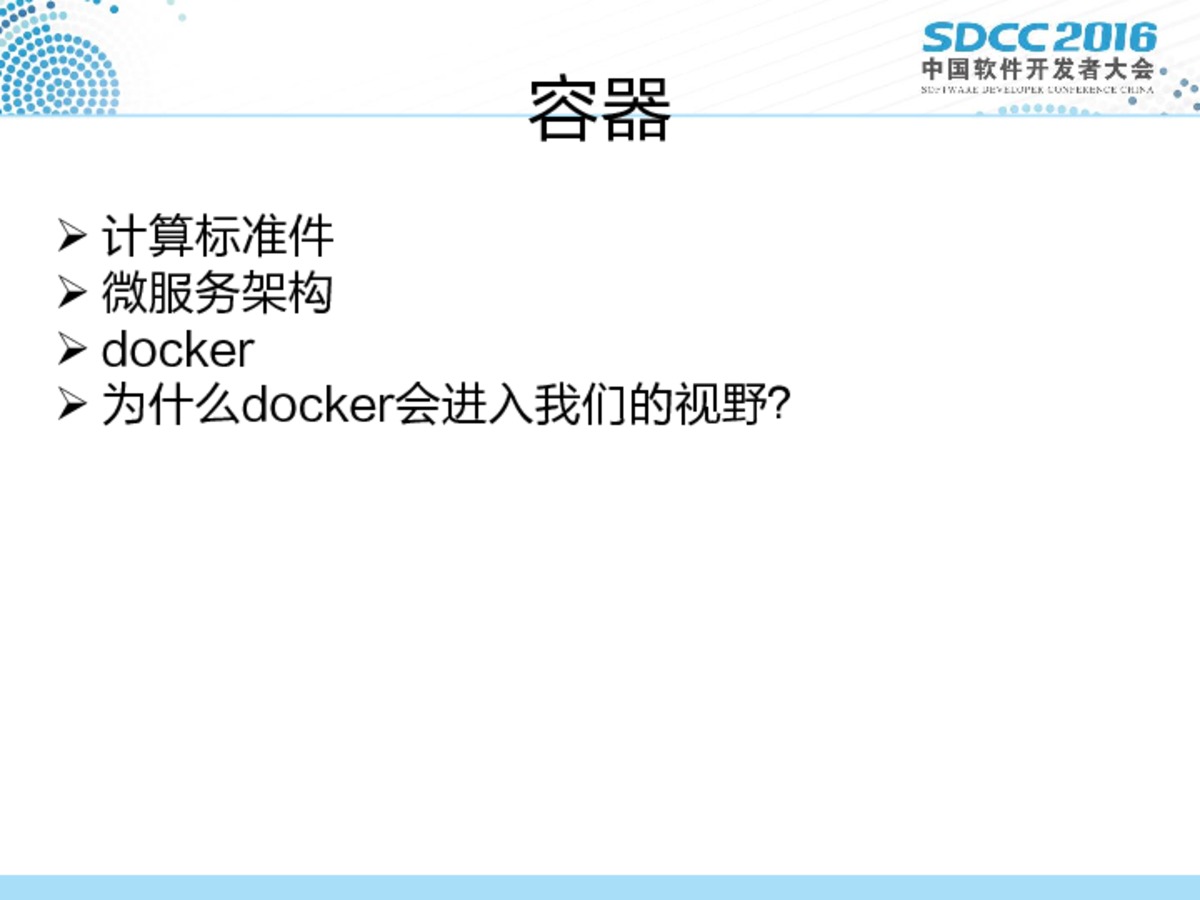 SDCC 2016
中国软件开发者大会
SOFTWARE DEVELOPER CONFERENCE CHINA
容器
计算标准件
微服务架构
docker
为什么docker会进入我们的视野?